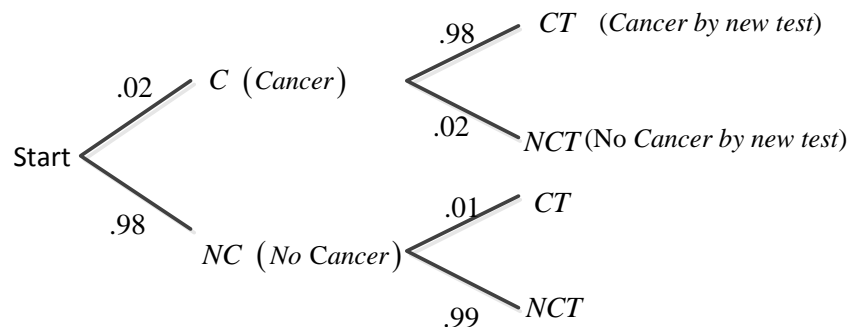 .98
CT (Cancer by new test)
.02
C (Cancer)
.02
NCT (No Cancer by new test)
Start
.98
.01
CT
NC (No Cancer)
.99
NCT